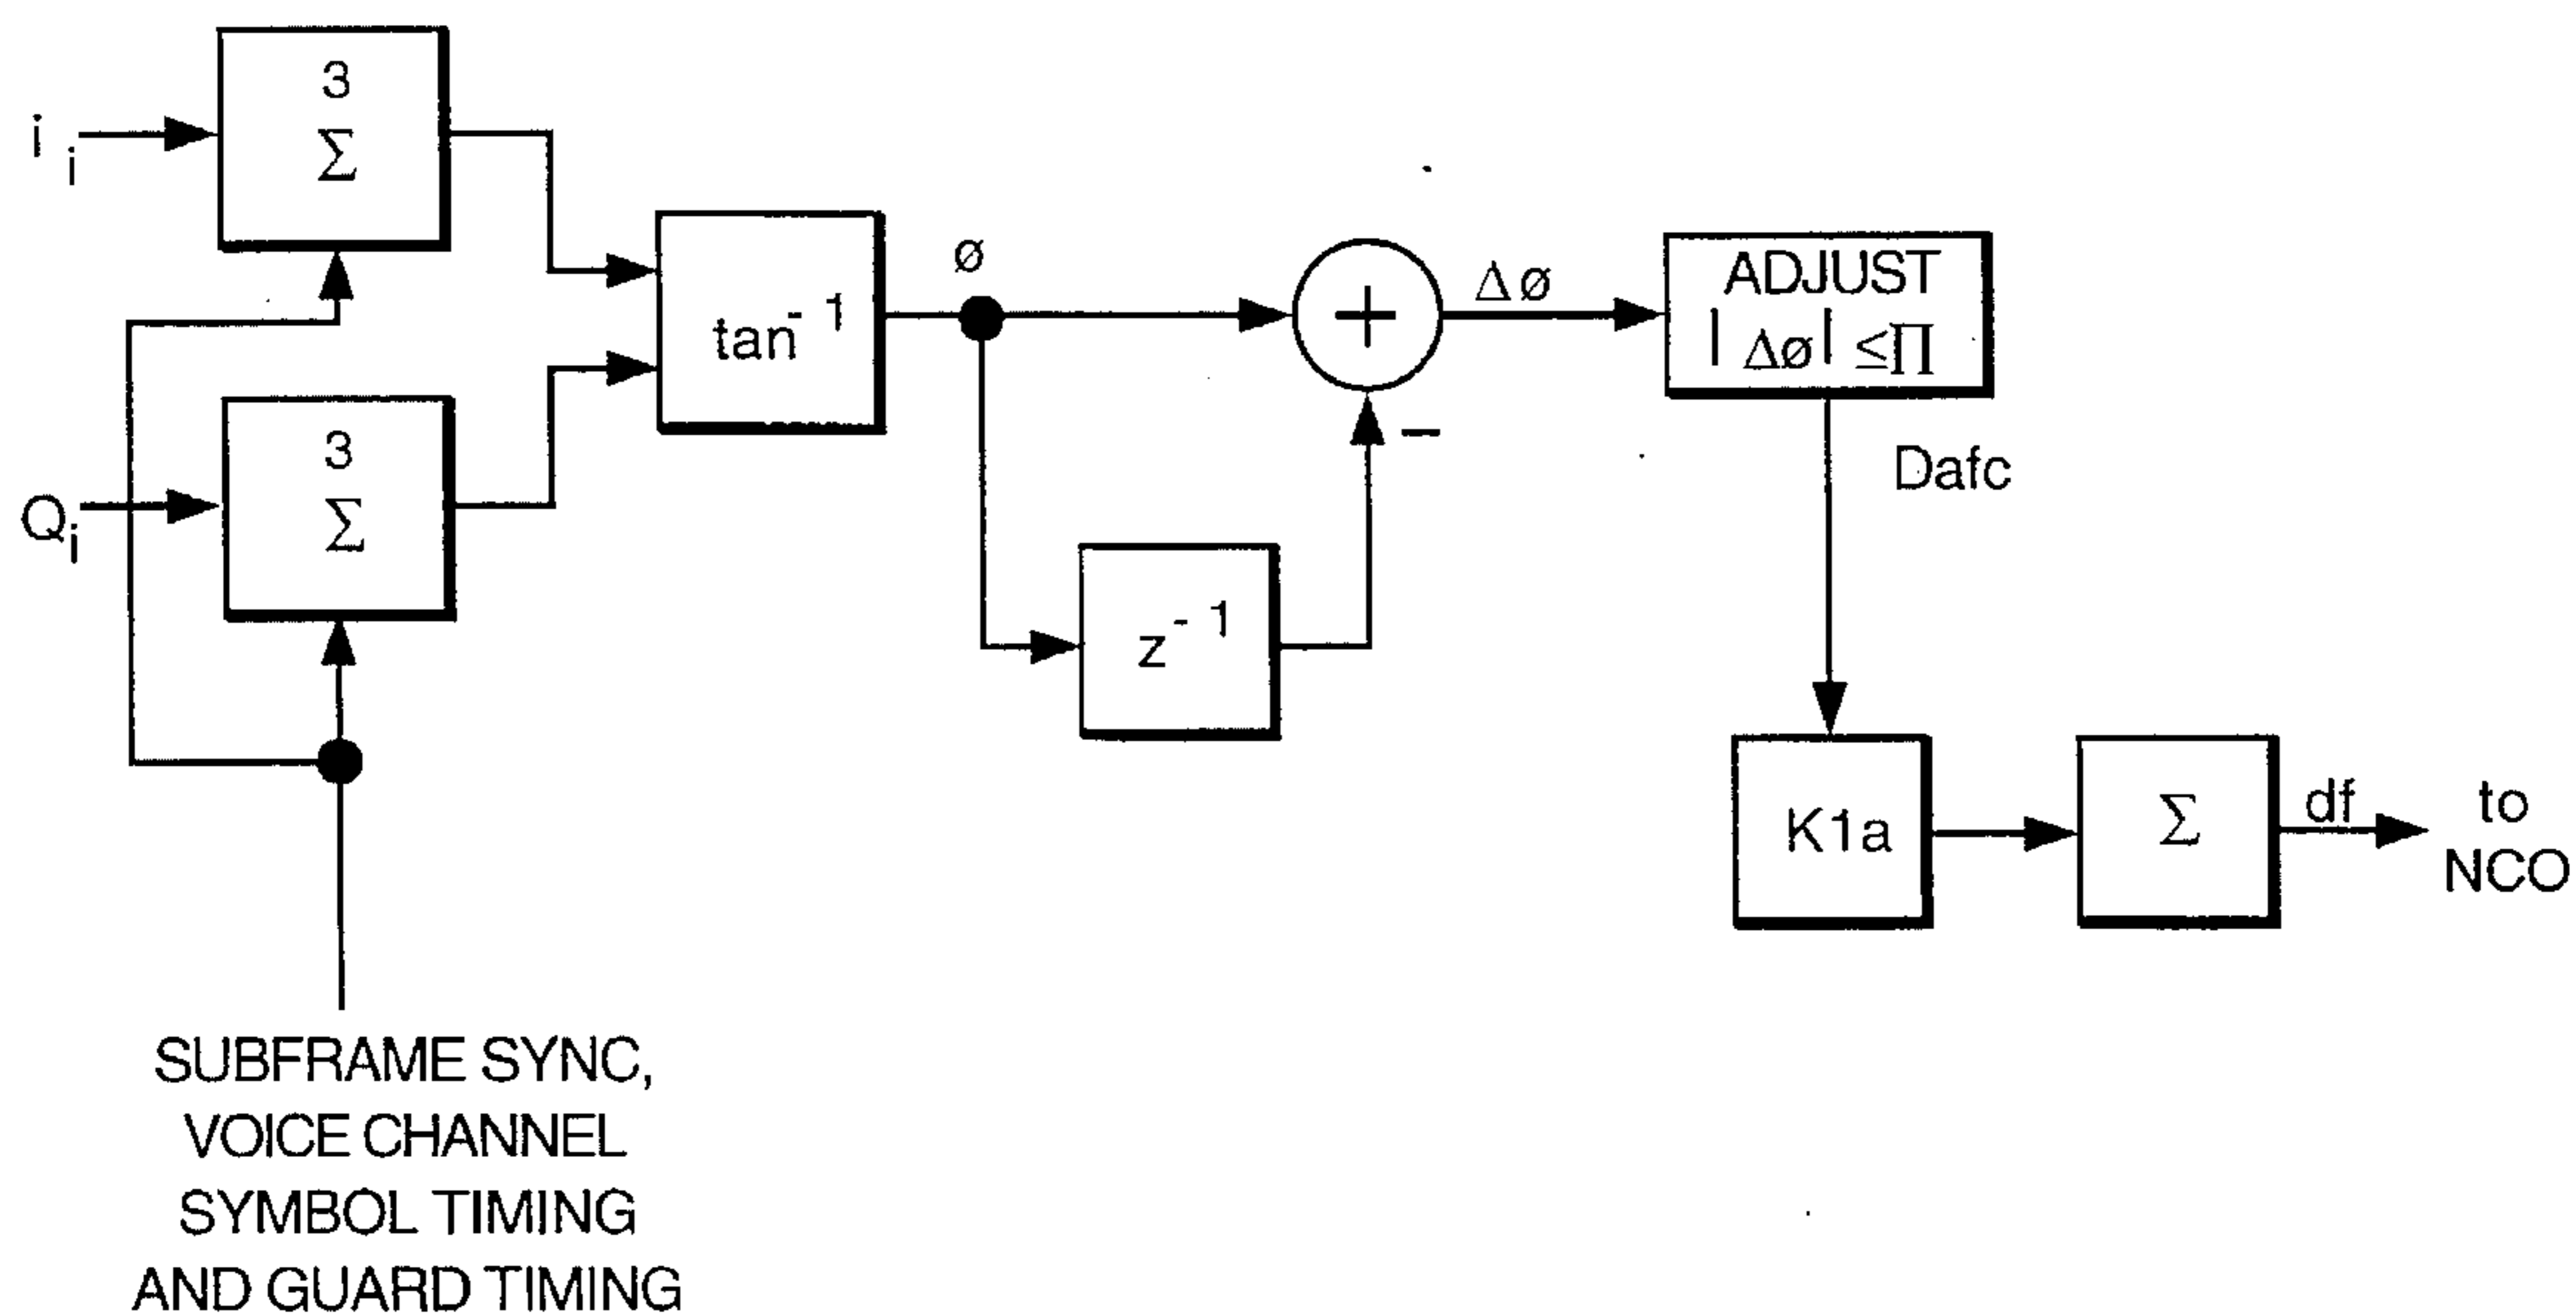 3
Σ
i i
3
Σ
Q i
tan -1
ø
+
Δø
ADJUST
| Δø | ≤ Π
−
z -1
Dafc
K1a
Σ
df
to
NCO
SUBFRAME SYNC,
VOICE CHANNEL
SYMBOL TIMING
AND GUARD TIMING